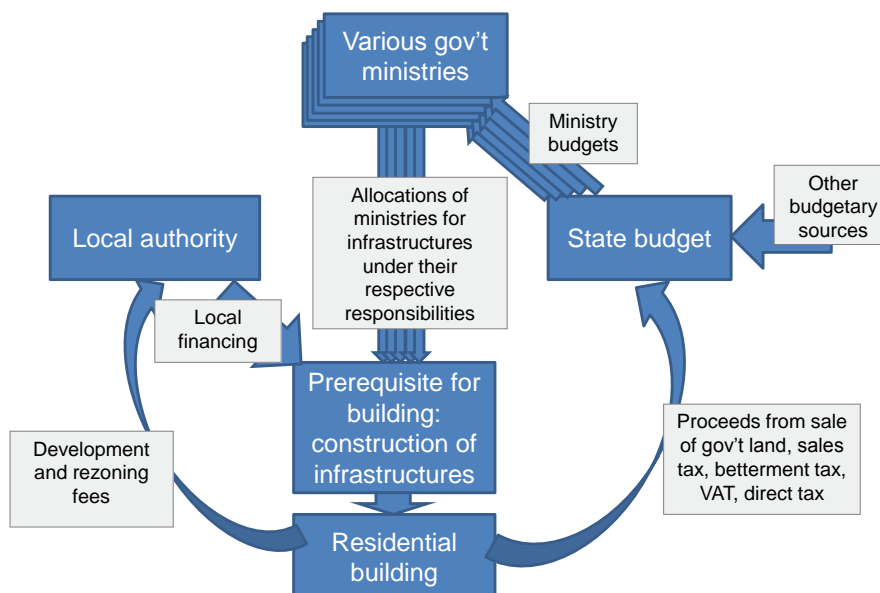 Various gov't
ministries
Ministry
budgets
Other
budgetary
sources
Local authority
Allocations of
ministries for
infrastructures
under their
respective
responsibilities
State budget
Local
financing
Prerequisite for
building:
construction of
infrastructures
Development
and rezoning
fees
Proceeds from sale
of gov't land, sales
tax, betterment tax,
VAT, direct tax
Residential
building